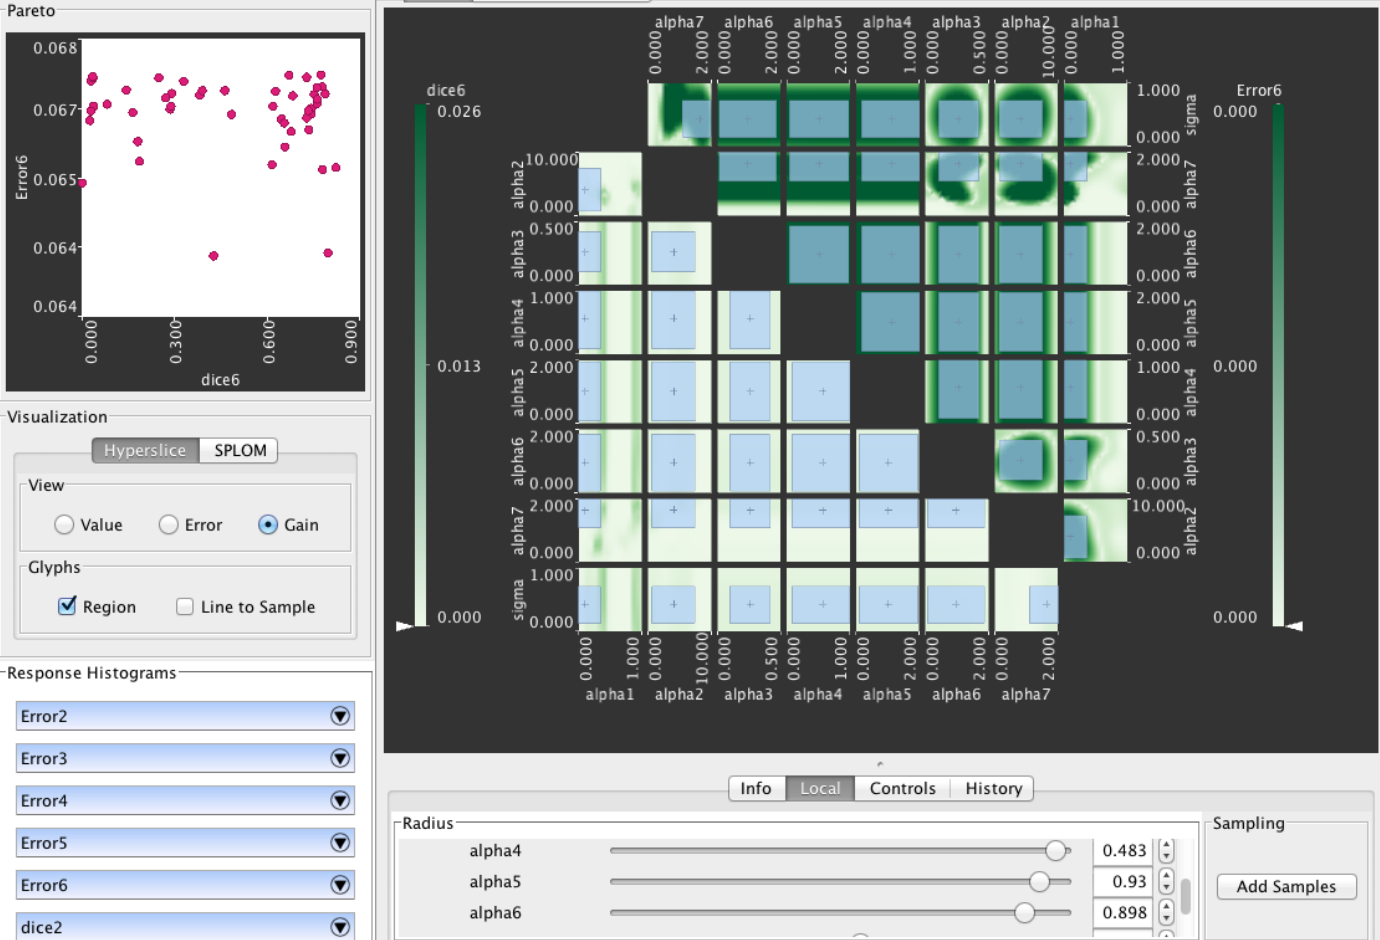 Pareto
0.068
0.067
0.065
0.064
0.064
Error6
0.000
0.300
0.600
0.900
dice6
Visualization
Hyperslice
SPLOM
View
Value
Error
Gain
Glyphs
Region
Line to Sample
Response Histograms
Error2
Error3
Error4
Error5
Error6
dice2
alpha7 alpha6 alpha5 alpha4 alpha3 alpha2 alpha1
0.000 2.000 0.000 2.000 0.000 2.000 0.000 1.000 0.000 0.500 0.000 10.000 0.000 1.000
dice6
0.026
0.013
0.000
Error6
0.000
0.000
0.000
1.000
0.000
sigma
10.000
0.000
alpha2
2.000
0.000
alpha7
0.500
0.000
alpha3
2.000
0.000
alpha6
1.000
0.000
alpha4
2.000
0.000
alpha5
2.000
0.000
alpha5
1.000
0.000
alpha4
2.000
0.000
alpha6
0.500
0.000
alpha3
2.000
0.000
alpha7
10.000
0.000
alpha2
1.000
0.000
sigma
0.000 1.000 0.000 10.000 0.000 0.500 0.000 1.000 0.000 2.000 0.000 2.000 0.000 2.000
alpha1 alpha2 alpha3 alpha4 alpha5 alpha6 alpha7
Info Local Controls History
Radius
alpha4 0.483
alpha5 0.93
alpha6 0.898
Sampling
Add Samples